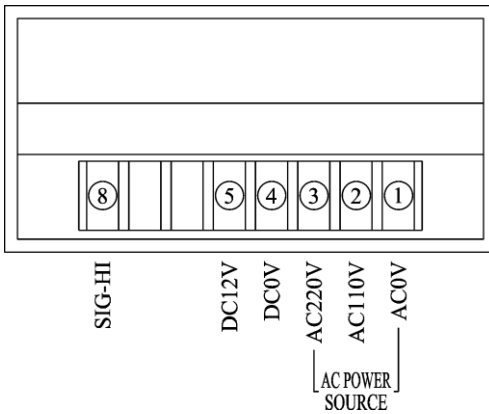 ⑧ ⑤ ④ ③ ② ①
SIG-HI
DC12V
DC0V
AC220V
AC110V
AC0V
AC POWER
SOURCE